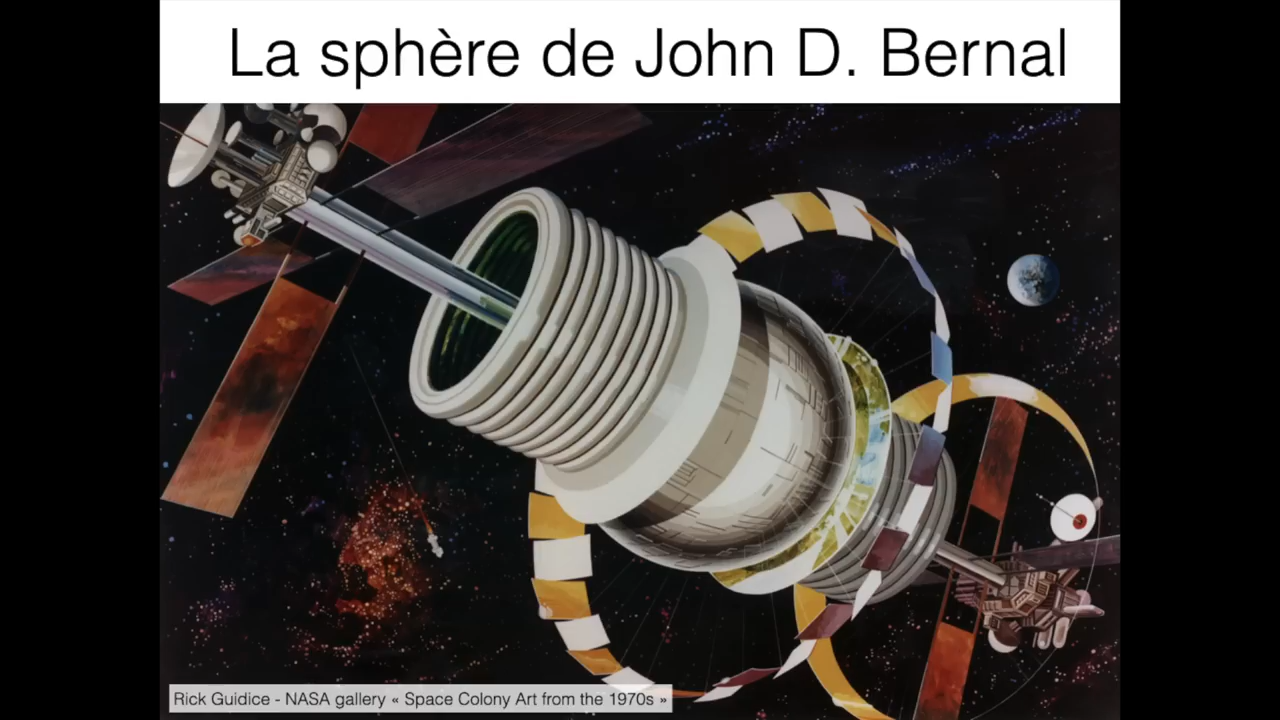 La sphère de John D. Bernal
Rick Guidice - NASA gallery « Space Colony Art from the 1970s »